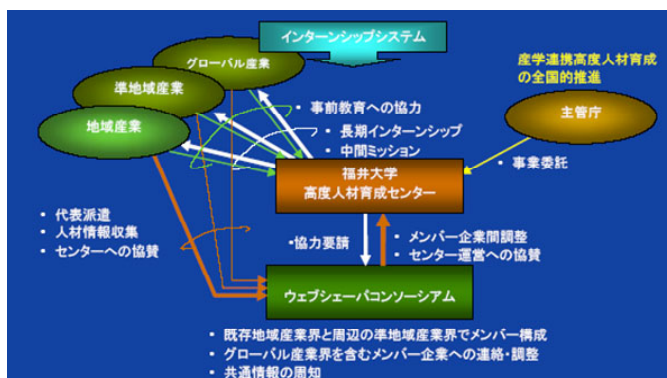 インターンシップシステム
グローバル産業
準地域産業
地域産業
産学連携高度人材育成
の全国的推進
主管庁
・事前教育への協力
・長期インターンシップ
・中間ミッション
・事業委託
福井大学
高度人材育成センター
・代表派遣
・人材情報収集
・センターへの協賛
・協力要請
・メンバー企業間調整
・センター運営への協賛
ウェブシェーバコンソーシアム
・既存地域産業界と周辺の準地域産業界でメンバー構成
・グローバル産業界を含むメンバー企業への連絡・調整
・共通情報の周知